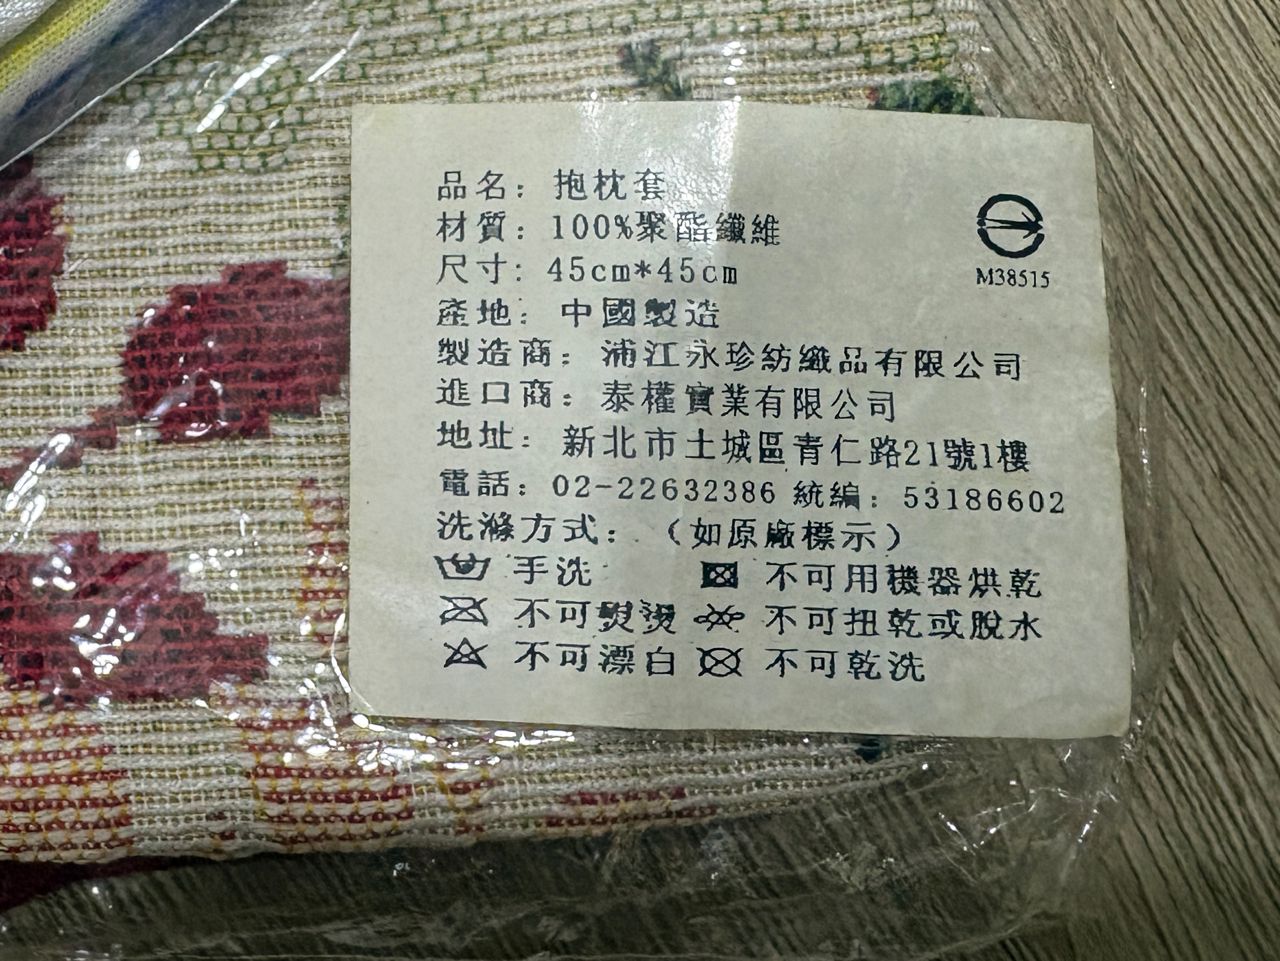 品名：抱枕套
材質：100%聚酯纖維
尺寸：45cm*45cm
M38515
產地：中國製造
製造商：浦江永珍紡織品有限公司
進口商：泰權實業有限公司
地址：新北市土城區青仁路21號1樓
電話：02-22632386 統編：53186602
洗滌方式：（如原廠標示）
手洗 不可用機器烘乾
不可熨燙 不可扭乾或脫水
不可漂白 不可乾洗